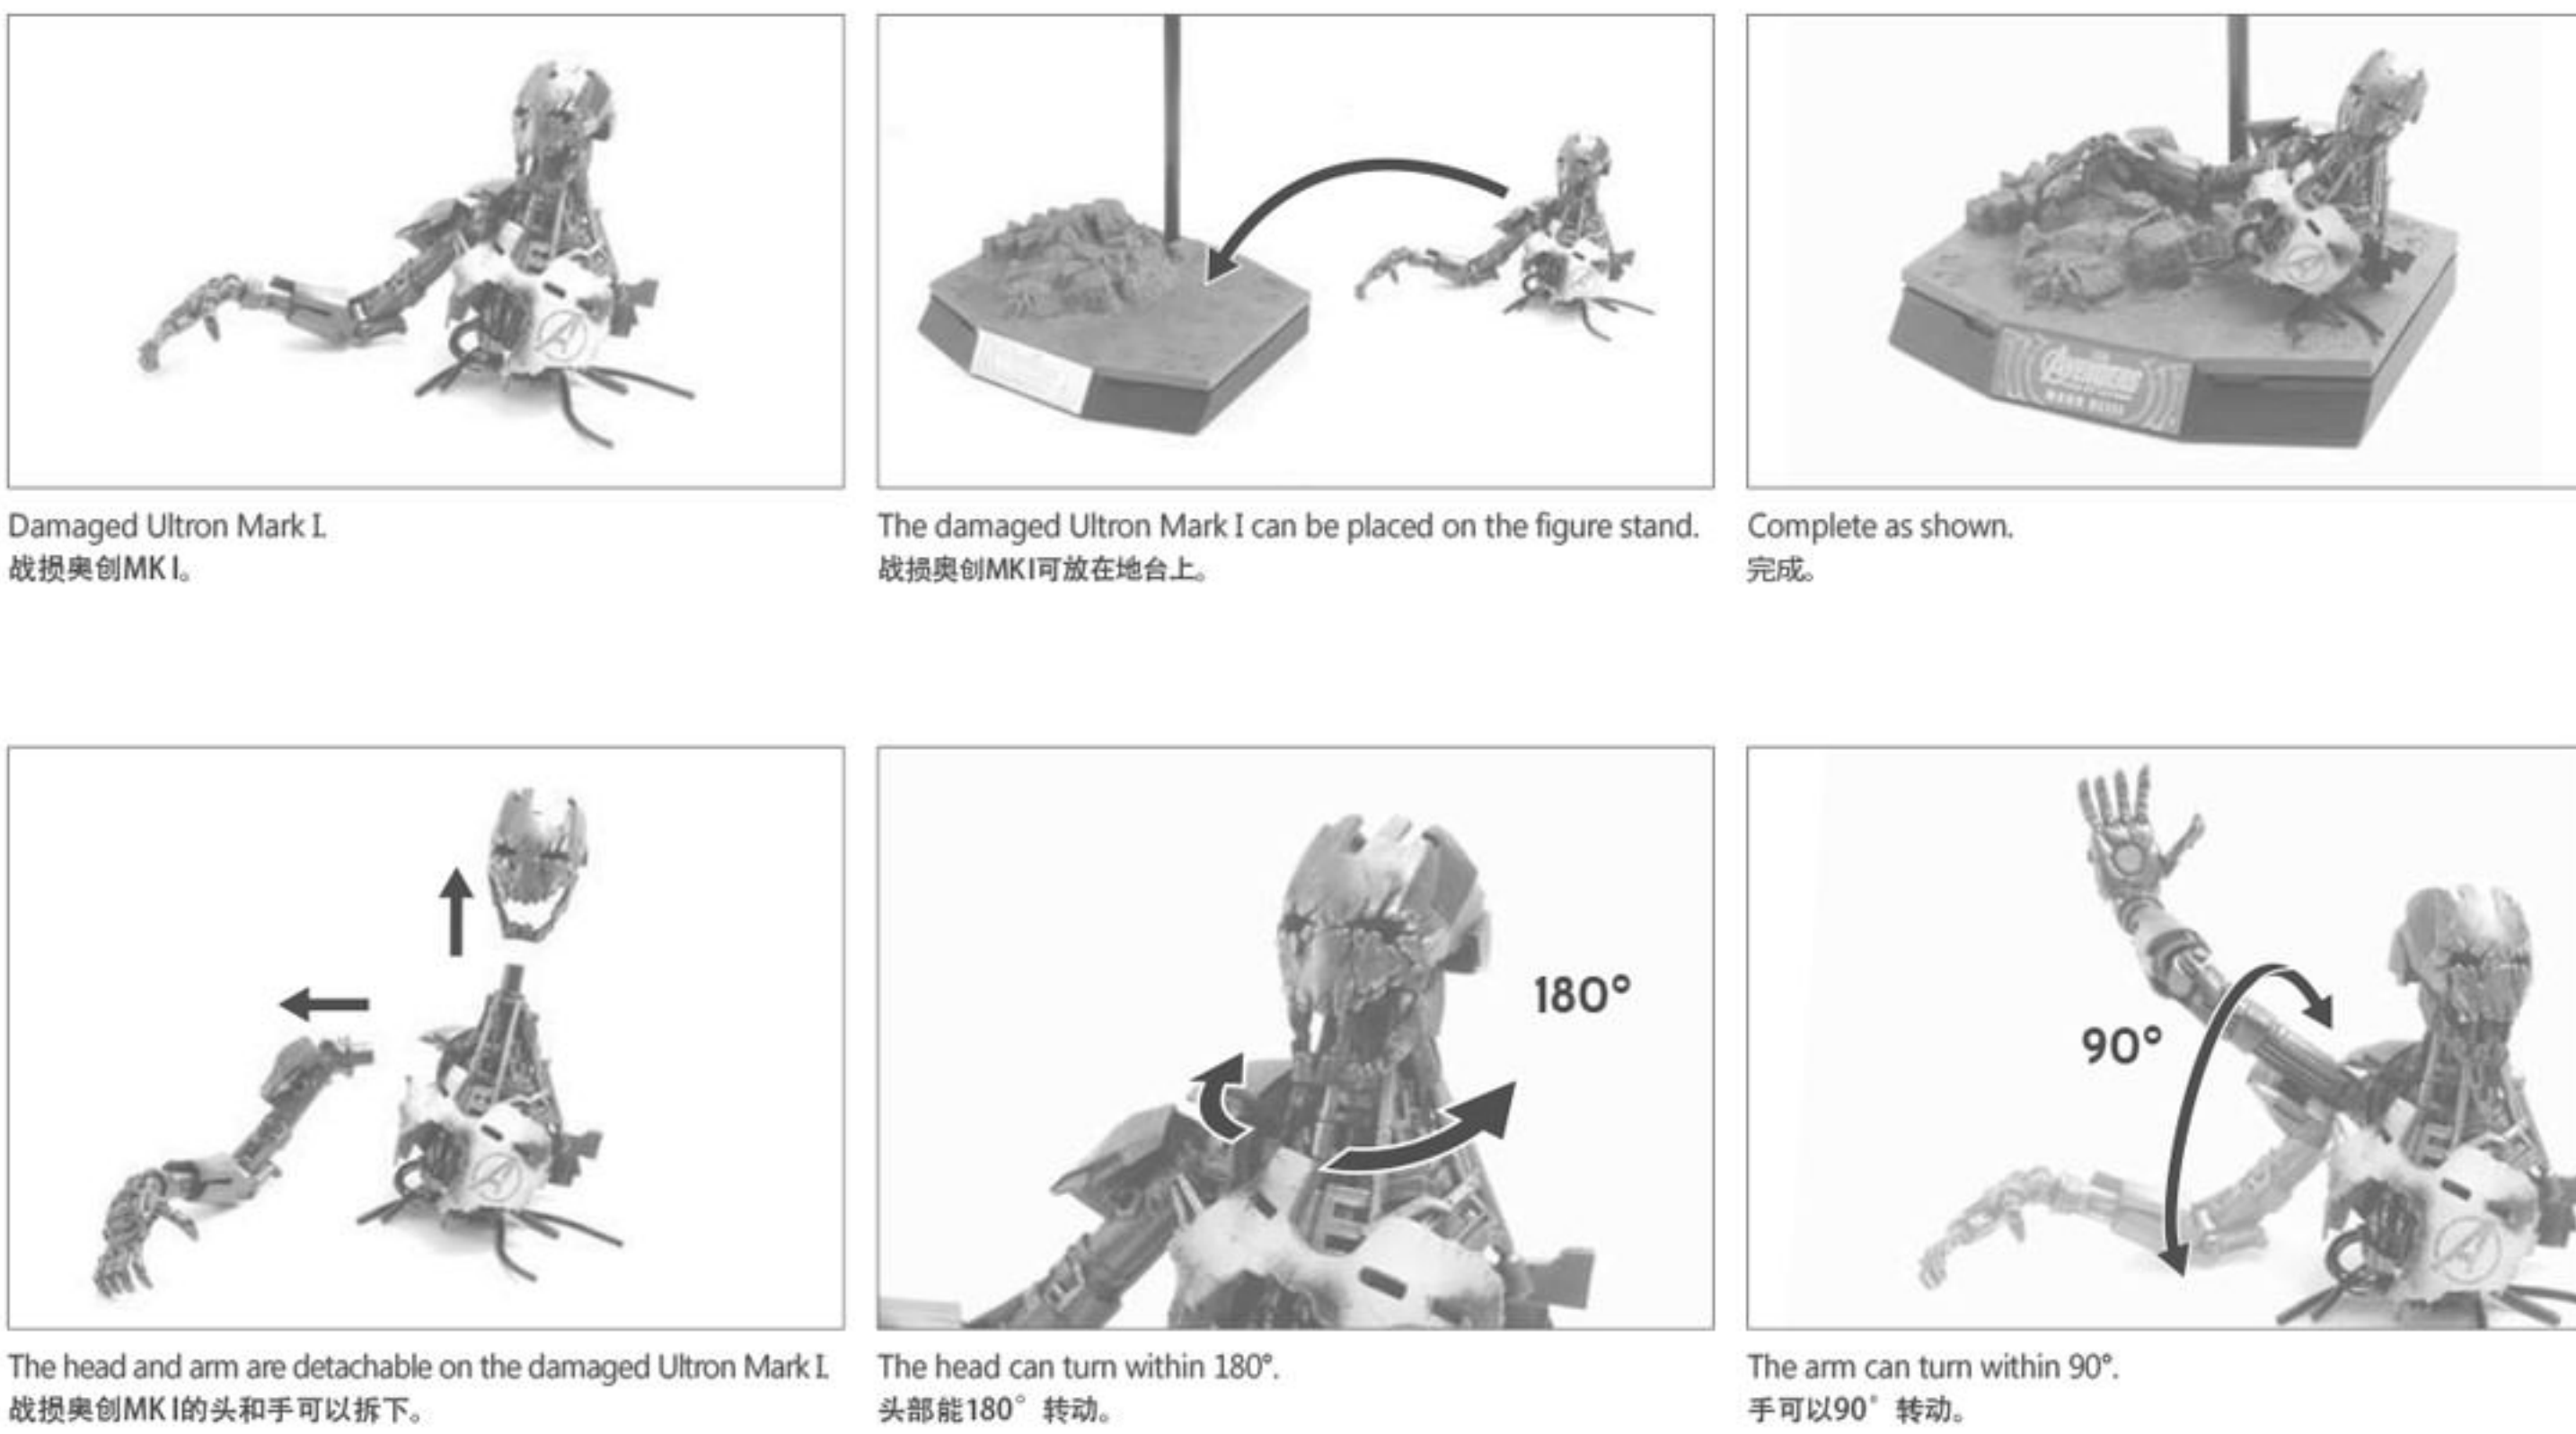 Damaged Ultron Mark I.
战损奥创MK I。
The damaged Ultron Mark I can be placed on the figure stand.
战损奥创MK I可放在地台上。
Complete as shown.
完成。
AVENGERS
180°
90°
The head and arm are detachable on the damaged Ultron Mark I.
战损奥创MK I的头和手可以拆下。
The head can turn within 180°.
头部能180°转动。
The arm can turn within 90°.
手可以90°转动。